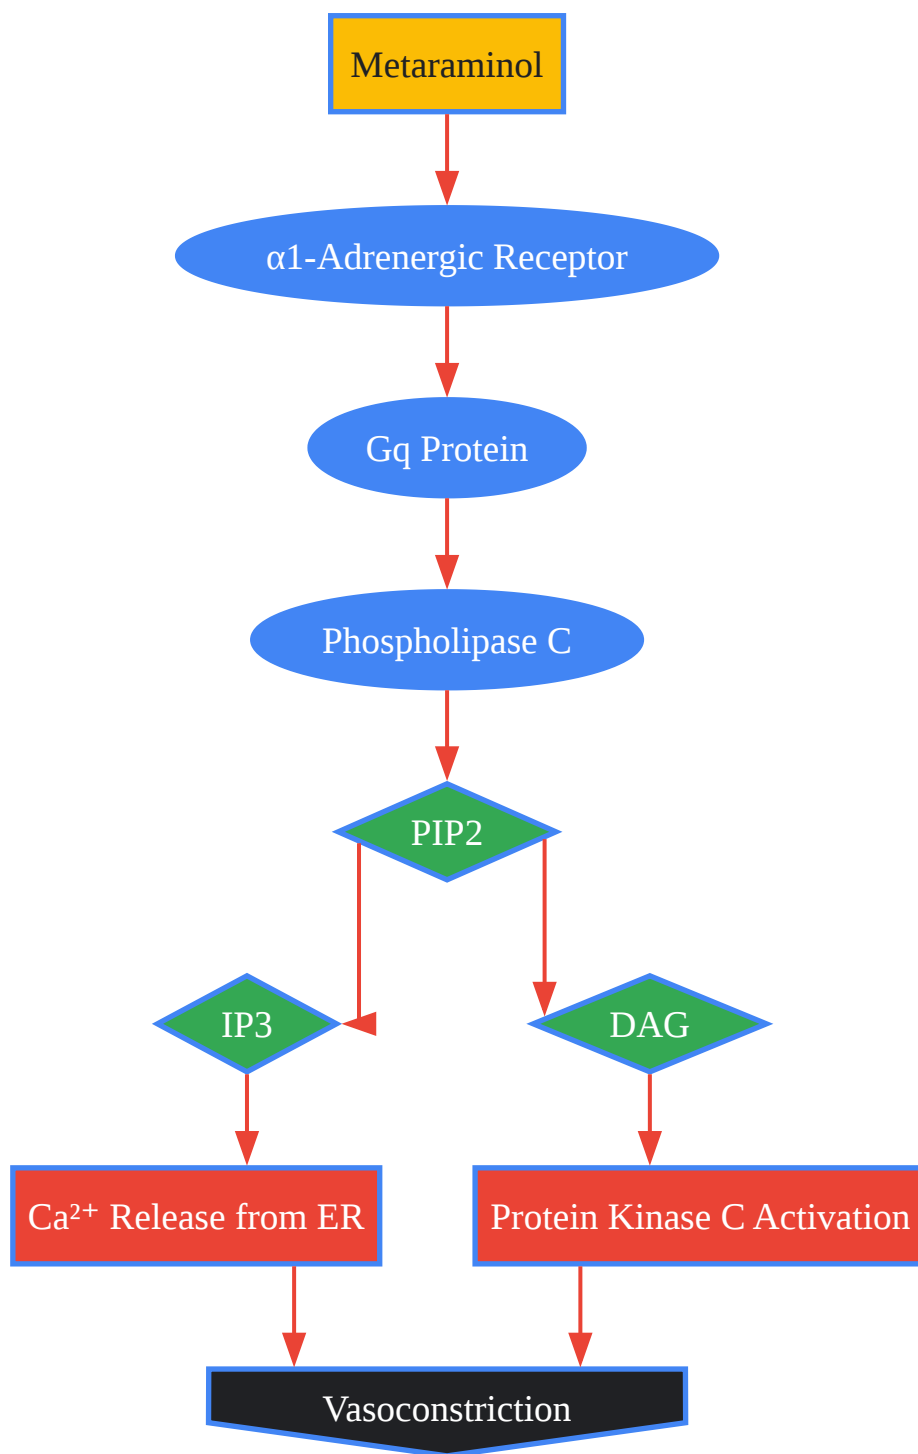 Metaraminol
α1-Adrenergic Receptor
Gq Protein
Phospholipase C
PIP2
IP3
DAG
Ca²⁺ Release from ER
Protein Kinase C Activation
Vasoconstriction